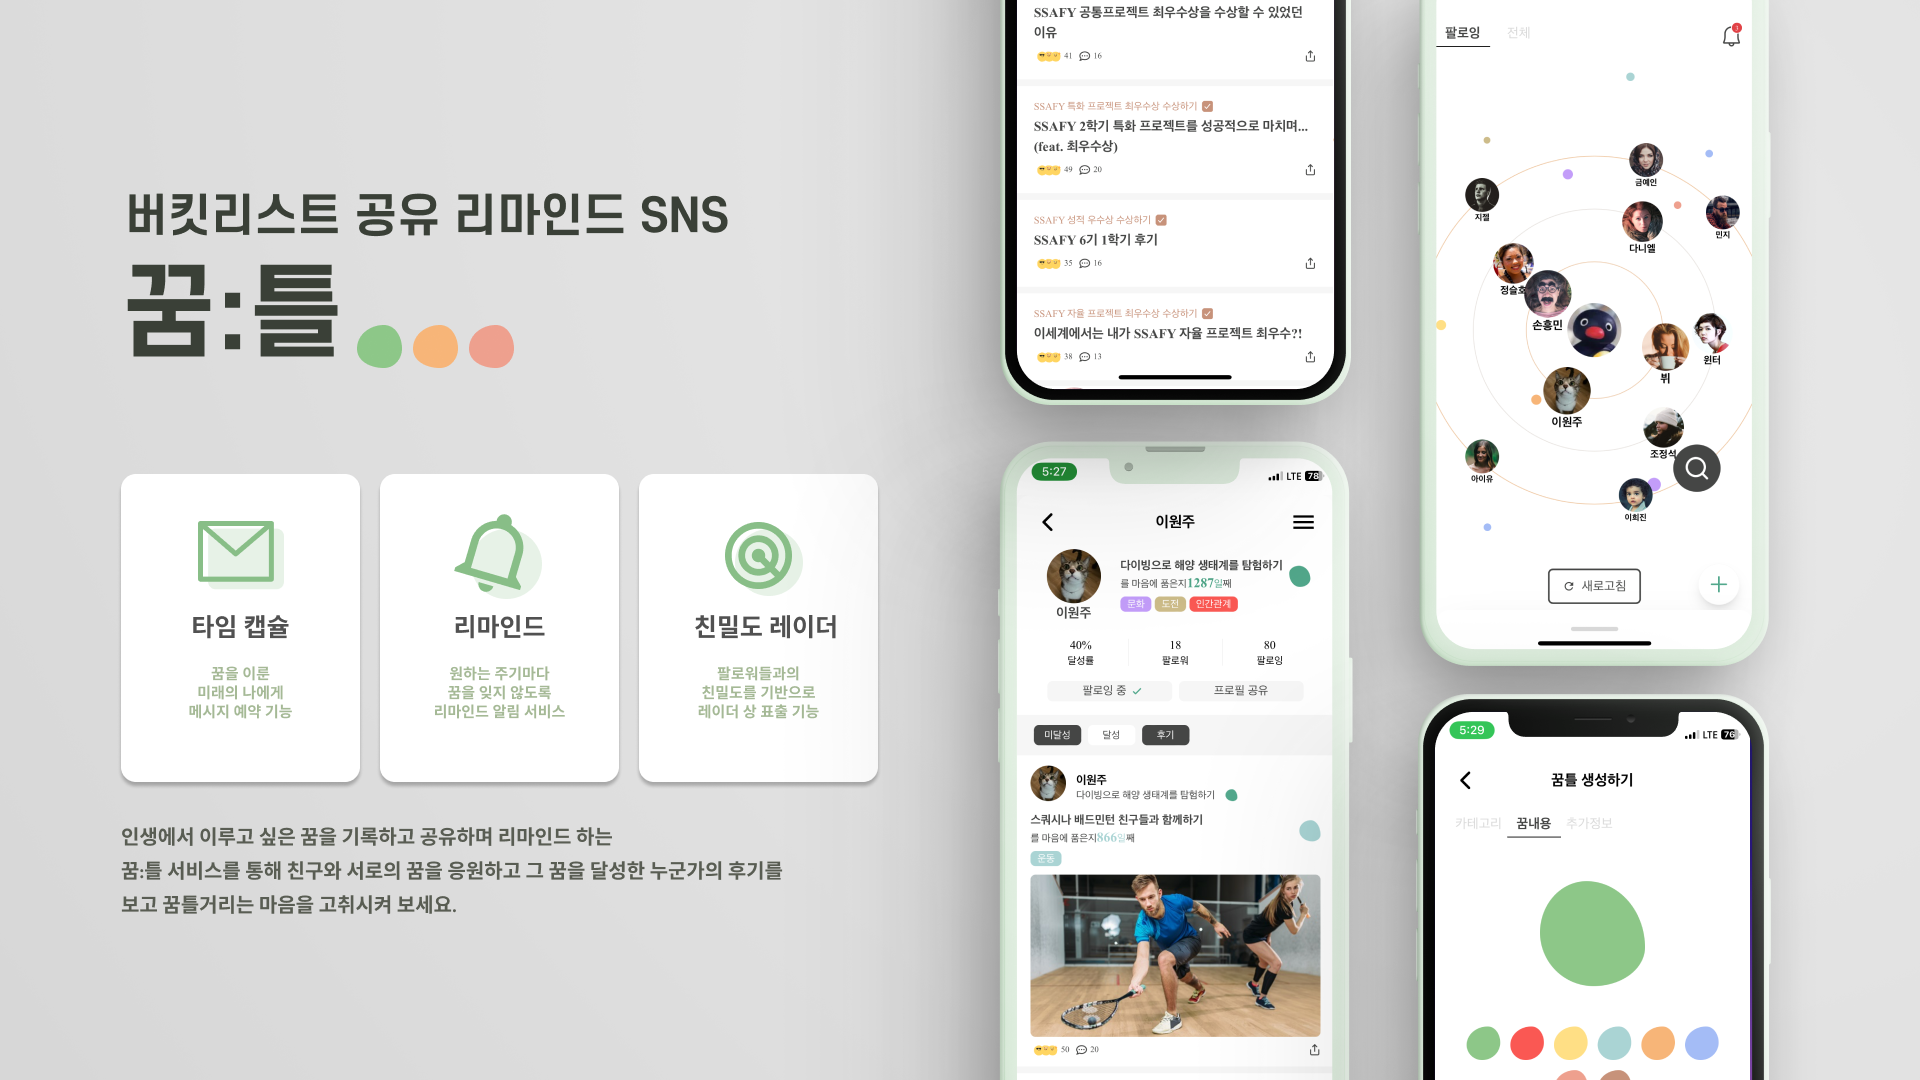 버킷리스트 공유 리마인드 SNS
꿈:틀
타임 캡슐
꿈을 이룬
미래의 나에게
메시지 예약 기능
리마인드
원하는 주기마다
꿈을 잊지 않도록
리마인드 알림 서비스
친밀도 레이더
팔로워들과의
친밀도를 기반으로
레이더 상 표출 기능
인생에서 이루고 싶은 꿈을 기록하고 공유하며 리마인드 하는
꿈:틀 서비스를 통해 친구와 서로의 꿈을 응원하고 그 꿈을 달성한 누군가의 후기를
보고 꿈틀거리는 마음을 고취시켜 보세요.
SSAFY 공통프로젝트 최우수상을 수상할 수 있었던
이유
41 16
SSAFY 특화 프로젝트 최우수상 수상하기
SSAFY 2학기 특화 프로젝트를 성공적으로 마치며...
(feat. 최우수상)
49 20
SSAFY 성적 우수상 수상하기
SSAFY 6기 1학기 후기
35 16
SSAFY 자율 프로젝트 최우수상 수상하기
이세계에서는 내가 SSAFY 자율 프로젝트 최우수?!
38 13
5:27 LTE 76
이원주
다이빙으로 해양 생태계를 탐험하기
를 마음에 품은지1287일째
문화 도전 인간관계
이원주
40% 18 80
달성률 팔로워 팔로잉
팔로잉 중 프로필 공유
미달성 달성 후기
이원주
다이빙으로 해양 생태계를 탐험하기
스쿼시나 배드민턴 친구들과 함께하기
를 마음에 품은지866일째
운동
50 20
팔로잉 전체
금예인
지젤
민지
다니엘
정슬호
손흥민
윈터
뷔
이원주
조정석
아이유
이희진
새로고침
5:29 LTE 76
꿈틀 생성하기
카테고리 꿈내용 추가정보